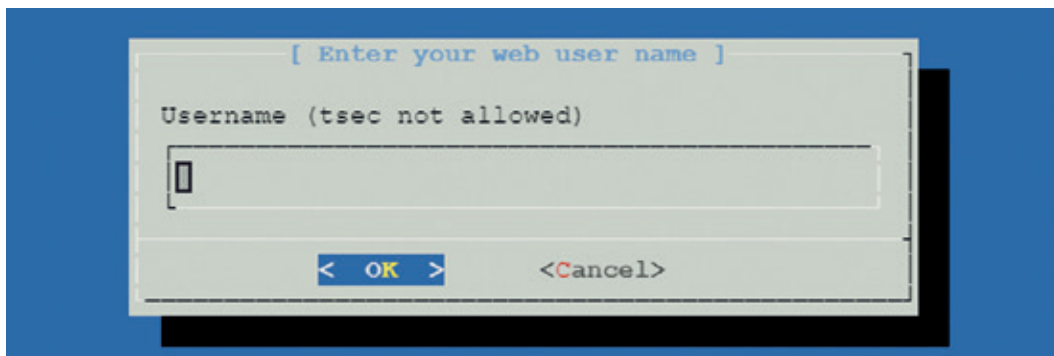 [ Enter your web user name ]
Username (tsec not allowed)
< OK >	<Cancel>